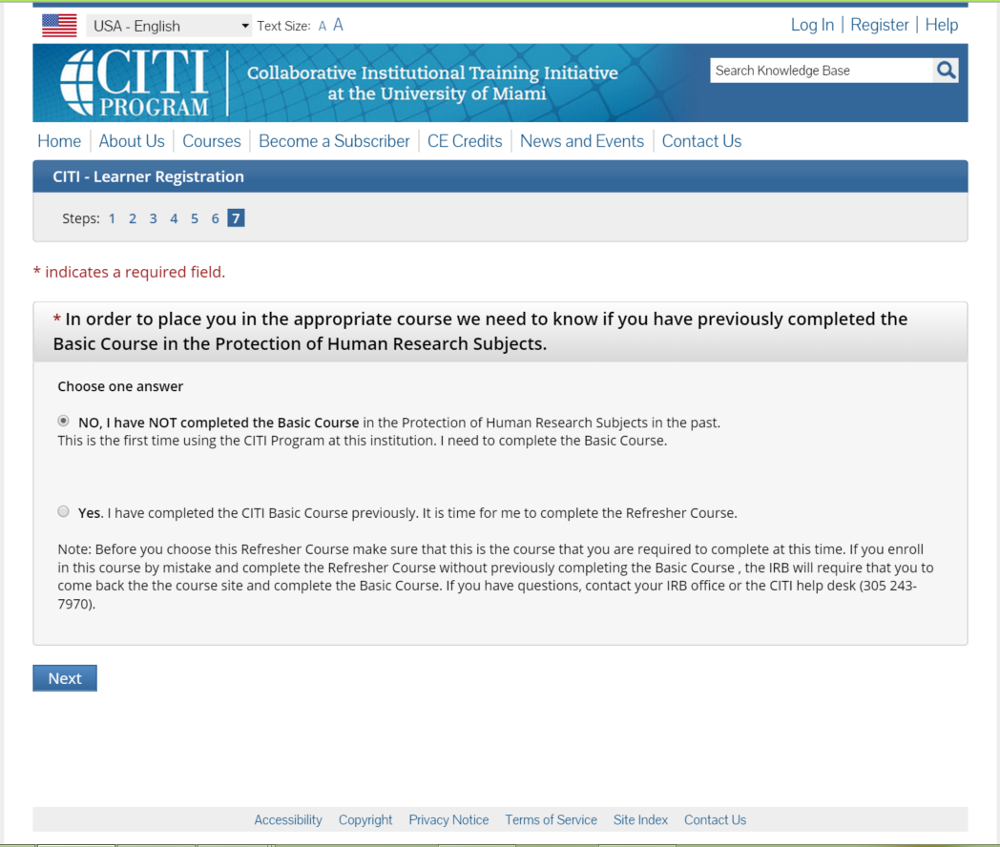 USA - English
Text Size: A A
Log In | Register | Help
CITI
PROGRAM
Collaborative Institutional Training Initiative
at the University of Miami
Search Knowledge Base
Home
About Us
Courses
Become a Subscriber
CE Credits
News and Events
Contact Us
CITI - Learner Registration
Steps: 1 2 3 4 5 6 7
* indicates a required field.
* In order to place you in the appropriate course we need to know if you have previously completed the
Basic Course in the Protection of Human Research Subjects.
Choose one answer
NO, I have NOT completed the Basic Course in the Protection of Human Research Subjects in the past.
This is the first time using the CITI Program at this institution. I need to complete the Basic Course.
Yes. I have completed the CITI Basic Course previously. It is time for me to complete the Refresher Course.
Note: Before you choose this Refresher Course make sure that this is the course that you are required to complete at this time. If you enroll
in this course by mistake and complete the Refresher Course without previously completing the Basic Course , the IRB will require that you to
come back the the course site and complete the Basic Course. If you have questions, contact your IRB office or the CITI help desk (305 243-
7970).
Next
Accessibility
Copyright
Privacy Notice
Terms of Service
Site Index
Contact Us